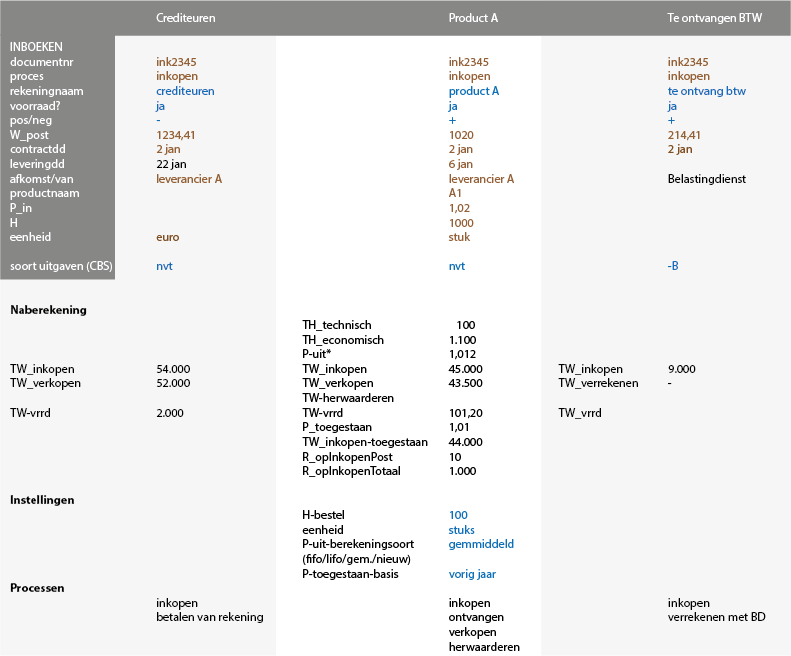 Crediteuren Product A Te ontvangen BTW
INBOEKEN
documentnr ink2345 ink2345 ink2345
proces inkopen inkopen inkopen
rekeningnaam crediteuren product A te ontvang btw
voorraad? ja ja ja
pos/neg - + +
W_post 1234,41 1020 214,41
contractdd 2 jan 2 jan 2 jan
leveringdd 22 jan 6 jan
afkomst/van leverancier A leverancier A Belastingdienst
productnaam A1
P_in 1,02
H 1000
eenheid euro stuk
soort uitgaven (CBS) nvt nvt -B
Naberekening
TH_technisch 100
TH_economisch 1.100
P-uit* 1,012
TW_inkopen 54.000 TW_inkopen 45.000 TW_inkopen 9.000
TW_verkopen 52.000 TW_verkopen 43.500 TW_verrekenen -
TW-herwaarderen
TW-vrrd 2.000 TW-vrrd 101,20 TW_vrrd
P_toegestaan 1,01
TW_inkopen-toegestaan 44.000
R_opInkopenPost 10
R_opInkopenTotaal 1.000
Instellingen
H-bestel 100
eenheid stuks
P-uit-berekeningsoort gemmiddeld
(fifo/lifo/gem./nieuw)
P-toegestaan-basis vorig jaar
Processen
inkopen inkopen inkopen
betalen van rekening ontvangen verrekenen met BD
verkopen
herwaarderen